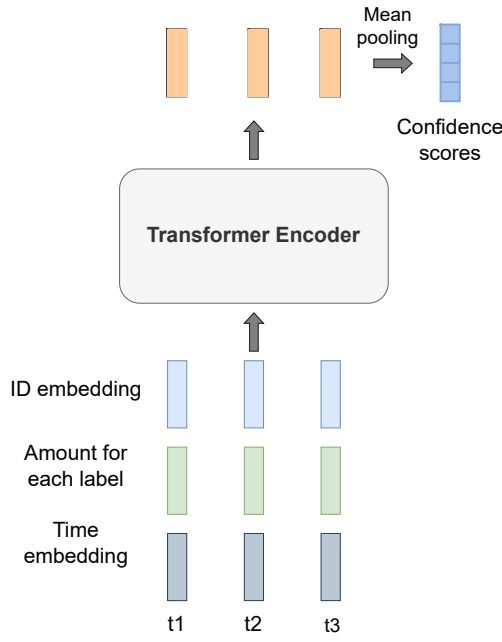 Mean
pooling
Confidence
scores
Transformer Encoder
ID embedding
Amount for
each label
Time
embedding
t1 t2 t3